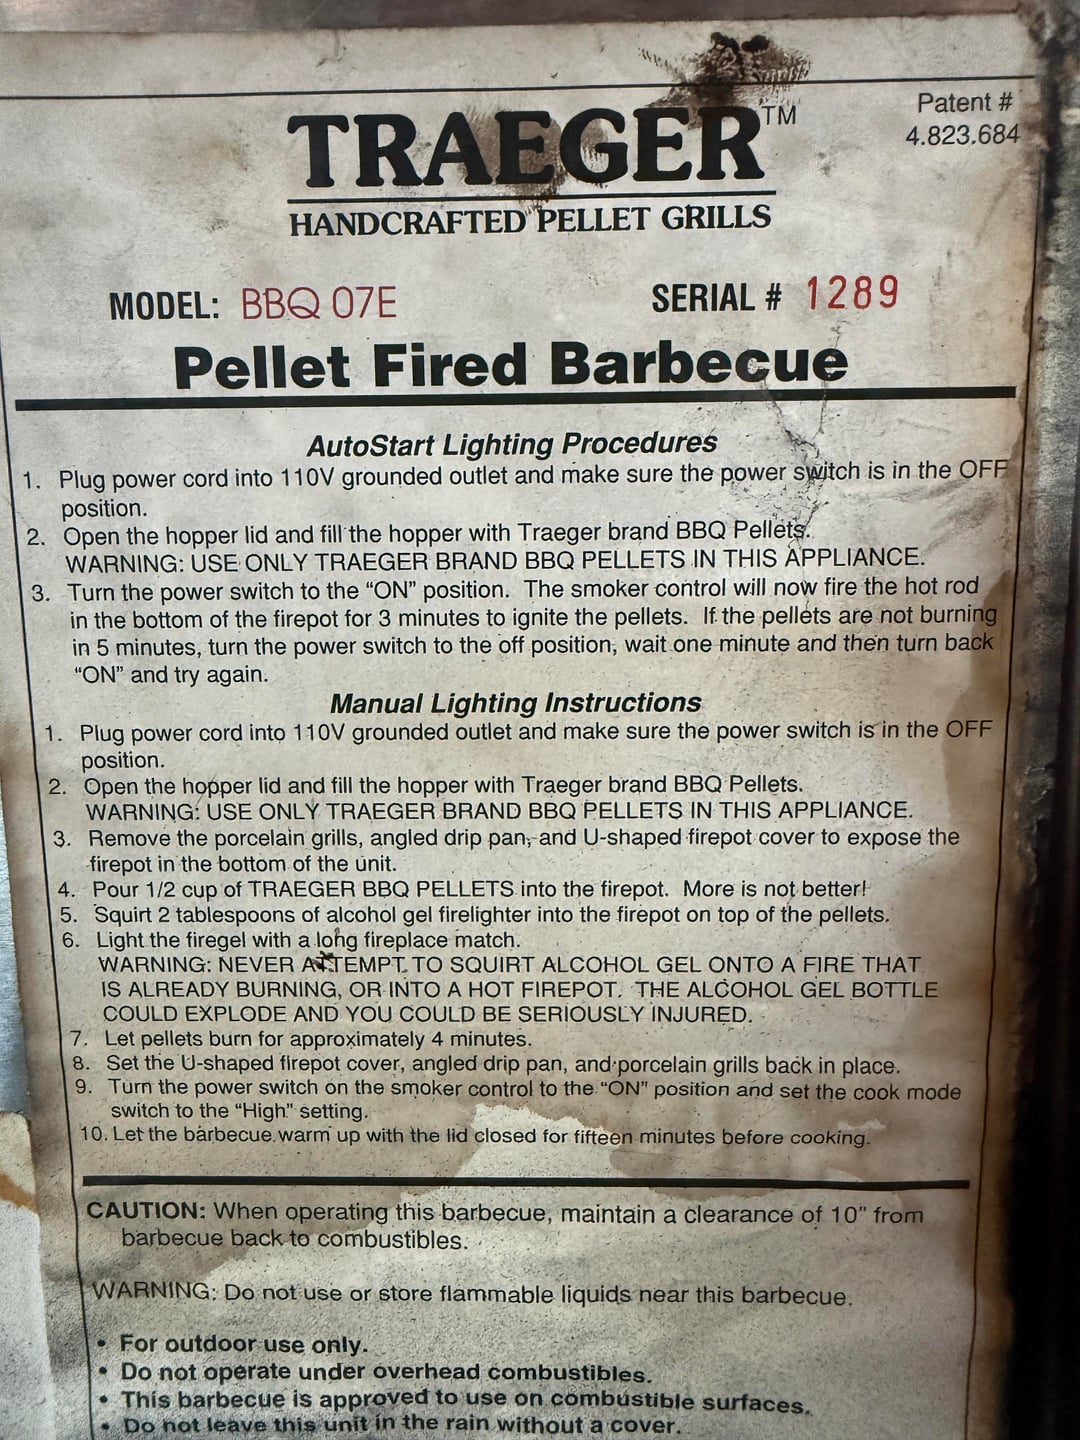 TRAEGER™
HANDCRAFTED PELLET GRILLS
Patent #
4.823.684
MODEL: BBQ 07E
SERIAL # 1289
Pellet Fired Barbecue
AutoStart Lighting Procedures
1. Plug power cord into 110V grounded outlet and make sure the power switch is in the OFF
position.
2. Open the hopper lid and fill the hopper with Traeger brand BBQ Pellets.
WARNING: USE ONLY TRAEGER BRAND BBQ PELLETS IN THIS APPLIANCE.
3. Turn the power switch to the “ON” position. The smoker control will now fire the hot rod
in the bottom of the firepot for 3 minutes to ignite the pellets. If the pellets are not burning
in 5 minutes, turn the power switch to the off position, wait one minute and then turn back
“ON” and try again.
Manual Lighting Instructions
1. Plug power cord into 110V grounded outlet and make sure the power switch is in the OFF
position.
2. Open the hopper lid and fill the hopper with Traeger brand BBQ Pellets.
WARNING: USE ONLY TRAEGER BRAND BBQ PELLETS IN THIS APPLIANCE.
3. Remove the porcelain grills, angled drip pan, and U-shaped firepot cover to expose the
firepot in the bottom of the unit.
4. Pour 1/2 cup of TRAEGER BBQ PELLETS into the firepot. More is not better!
5. Squirt 2 tablespoons of alcohol gel firelighter into the firepot on top of the pellets.
6. Light the firegel with a long fireplace match.
WARNING: NEVER ATTEMPT TO SQUIRT ALCOHOL GEL ONTO A FIRE THAT
IS ALREADY BURNING, OR INTO A HOT FIREPOT. THE ALCOHOL GEL BOTTLE
COULD EXPLODE AND YOU COULD BE SERIOUSLY INJURED.
7. Let pellets burn for approximately 4 minutes.
8. Set the U-shaped firepot cover, angled drip pan, and porcelain grills back in place.
9. Turn the power switch on the smoker control to the “ON” position and set the cook mode
switch to the “High” setting.
10. Let the barbecue warm up with the lid closed for fifteen minutes before cooking.
CAUTION: When operating this barbecue, maintain a clearance of 10” from
barbecue back to combustibles.
WARNING: Do not use or store flammable liquids near this barbecue.
• For outdoor use only.
• Do not operate under overhead combustibles.
• This barbecue is approved to use on combustible surfaces.
• Do not leave this unit in the rain without a cover.